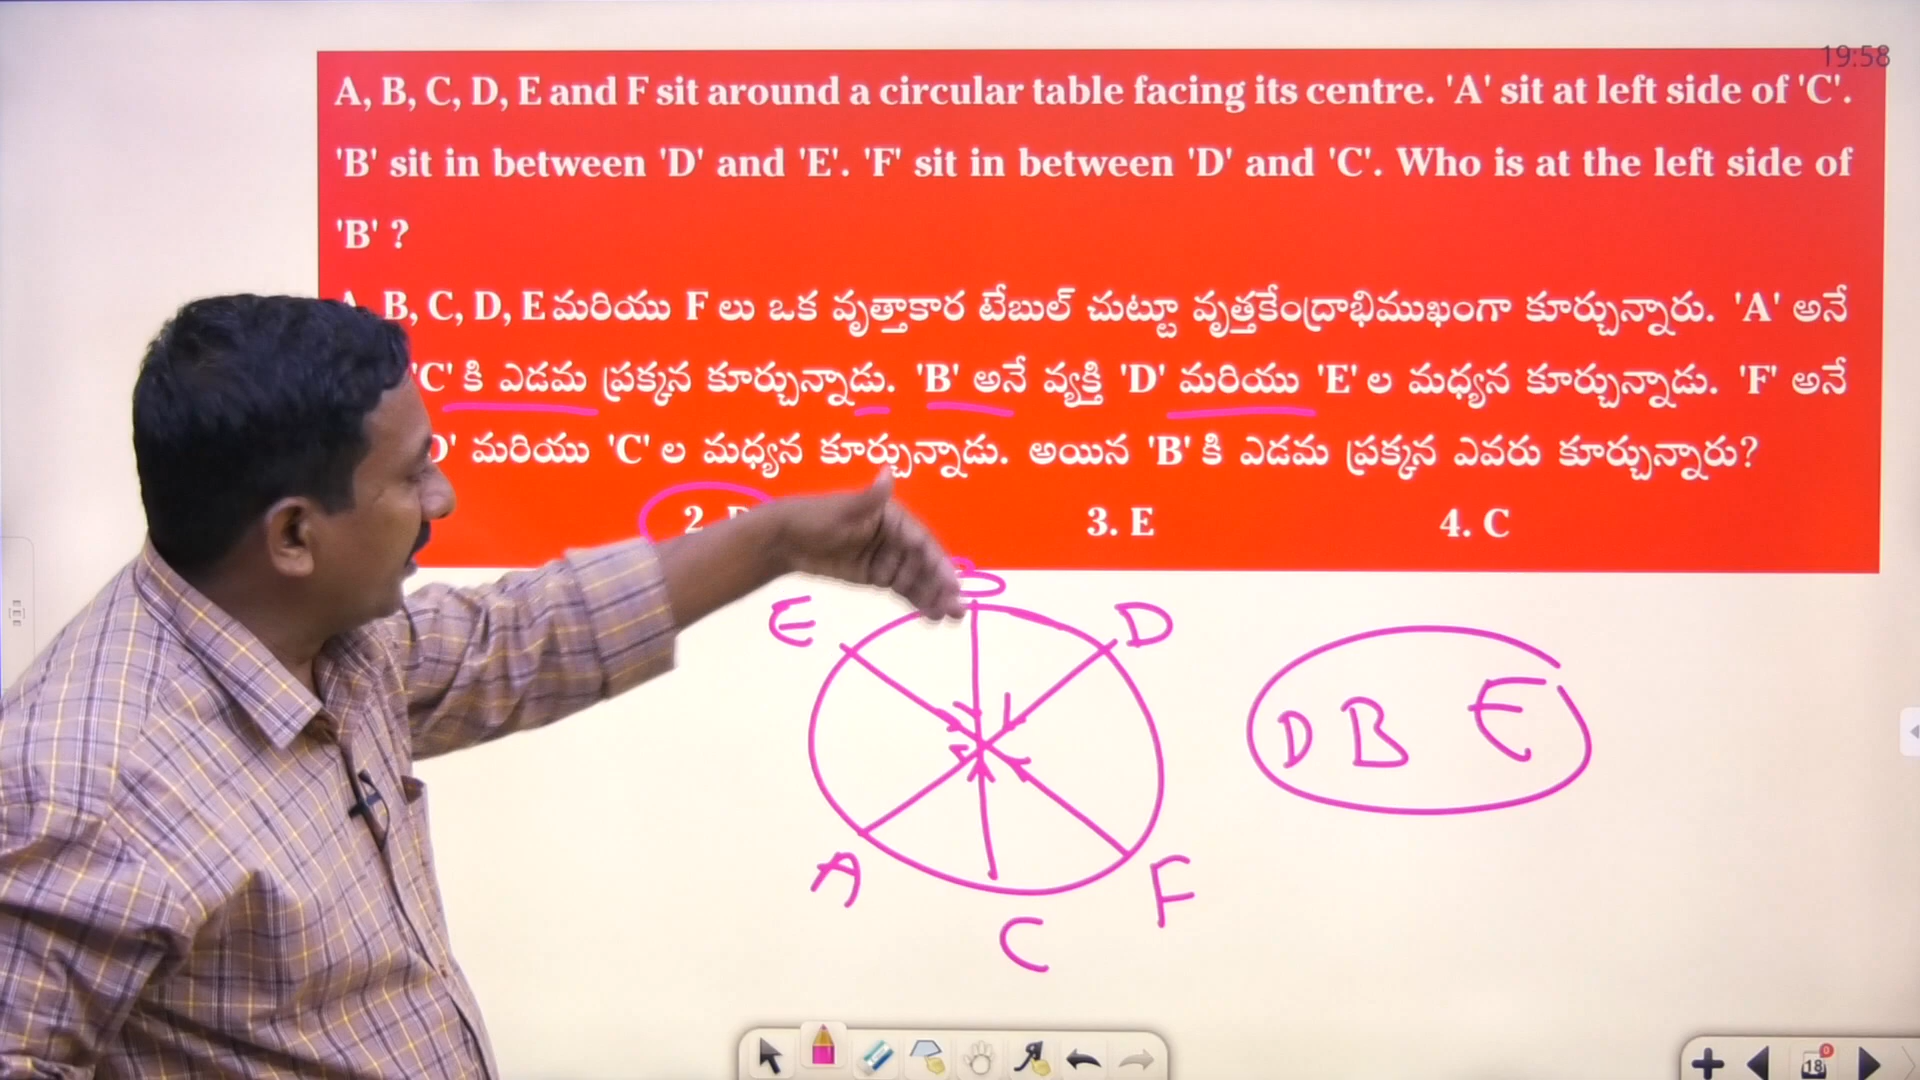 19:58
A, B, C, D, E and F sit around a circular table facing its centre. 'A' sit at left side of 'C'.
'B' sit in between 'D' and 'E'. 'F' sit in between 'D' and 'C'. Who is at the left side of
'B' ?
B, C, D, E మరియు F లు ఒక వృత్తాకార టేబుల్ చుట్టూ వృత్తకేంద్రాభిముఖంగా కూర్చున్నారు. 'A' అనే
'C' కి ఎడమ ప్రక్కన కూర్చున్నాడు. 'B' అనే వ్యక్తి 'D' మరియు 'E' ల మధ్యన కూర్చున్నాడు. 'F' అనే
D' మరియు 'C' ల మధ్యన కూర్చున్నాడు. అయిన 'B' కి ఎడమ ప్రక్కన ఎవరు కూర్చున్నారు?
2. 3. E 4. C
B
E D
D B E
A F
C
18
0